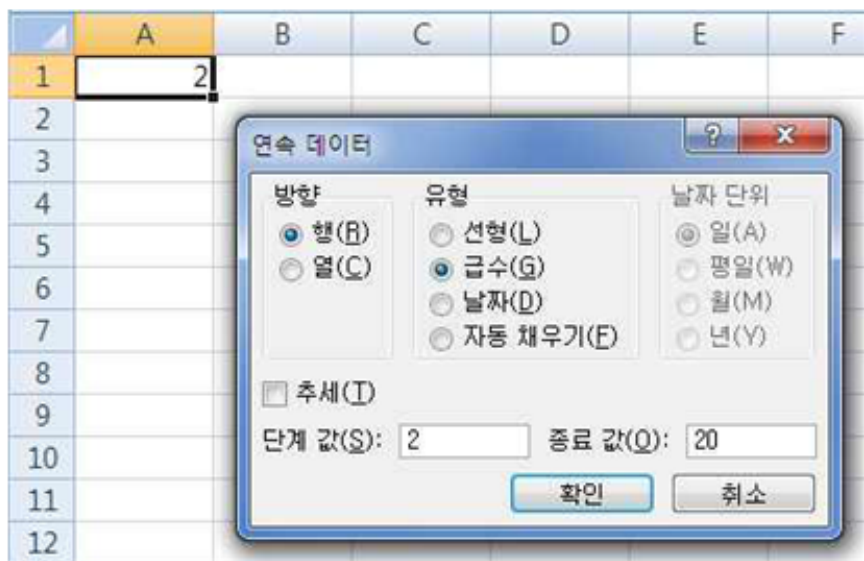 A B C D E F
1 2
2
3
4
5
6
7
8
9
10
11
12
연속 데이터
방향 유형 날짜 단위
행(R) 선형(L) 일(A)
열(C) 급수(G) 평일(W)
날짜(D) 월(M)
자동 채우기(F) 년(Y)
추세(T)
단계 값(S): 2 종료 값(O): 20
확인 취소